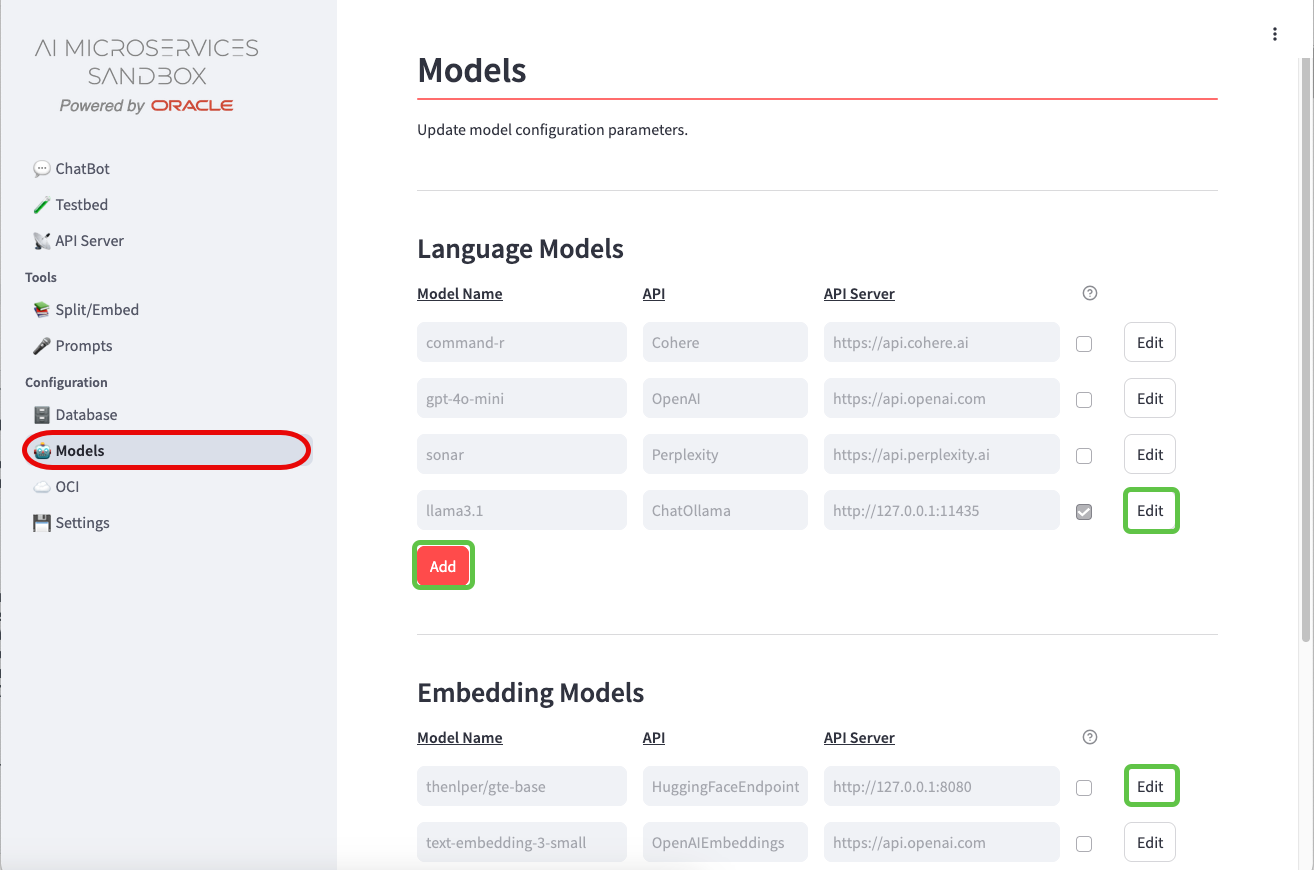 AI MICROSERVICES
SANDBOX
Powered by ORACLE
ChatBot
Testbed
API Server
Tools
Split/Embed
Prompts
Configuration
Database
Models
OCI
Settings
Models
Update model configuration parameters.
Language Models
Model Name API API Server
command-r Cohere https://api.cohere.ai Edit
gpt-4o-mini OpenAI https://api.openai.com Edit
sonar Perplexity https://api.perplexity.ai Edit
llama3.1 ChatOllama http://127.0.0.1:11435 Edit
Add
Embedding Models
Model Name API API Server
thenlper/gte-base HuggingFaceEndpoint http://127.0.0.1:8080 Edit
text-embedding-3-small OpenAIEmbeddings https://api.openai.com Edit